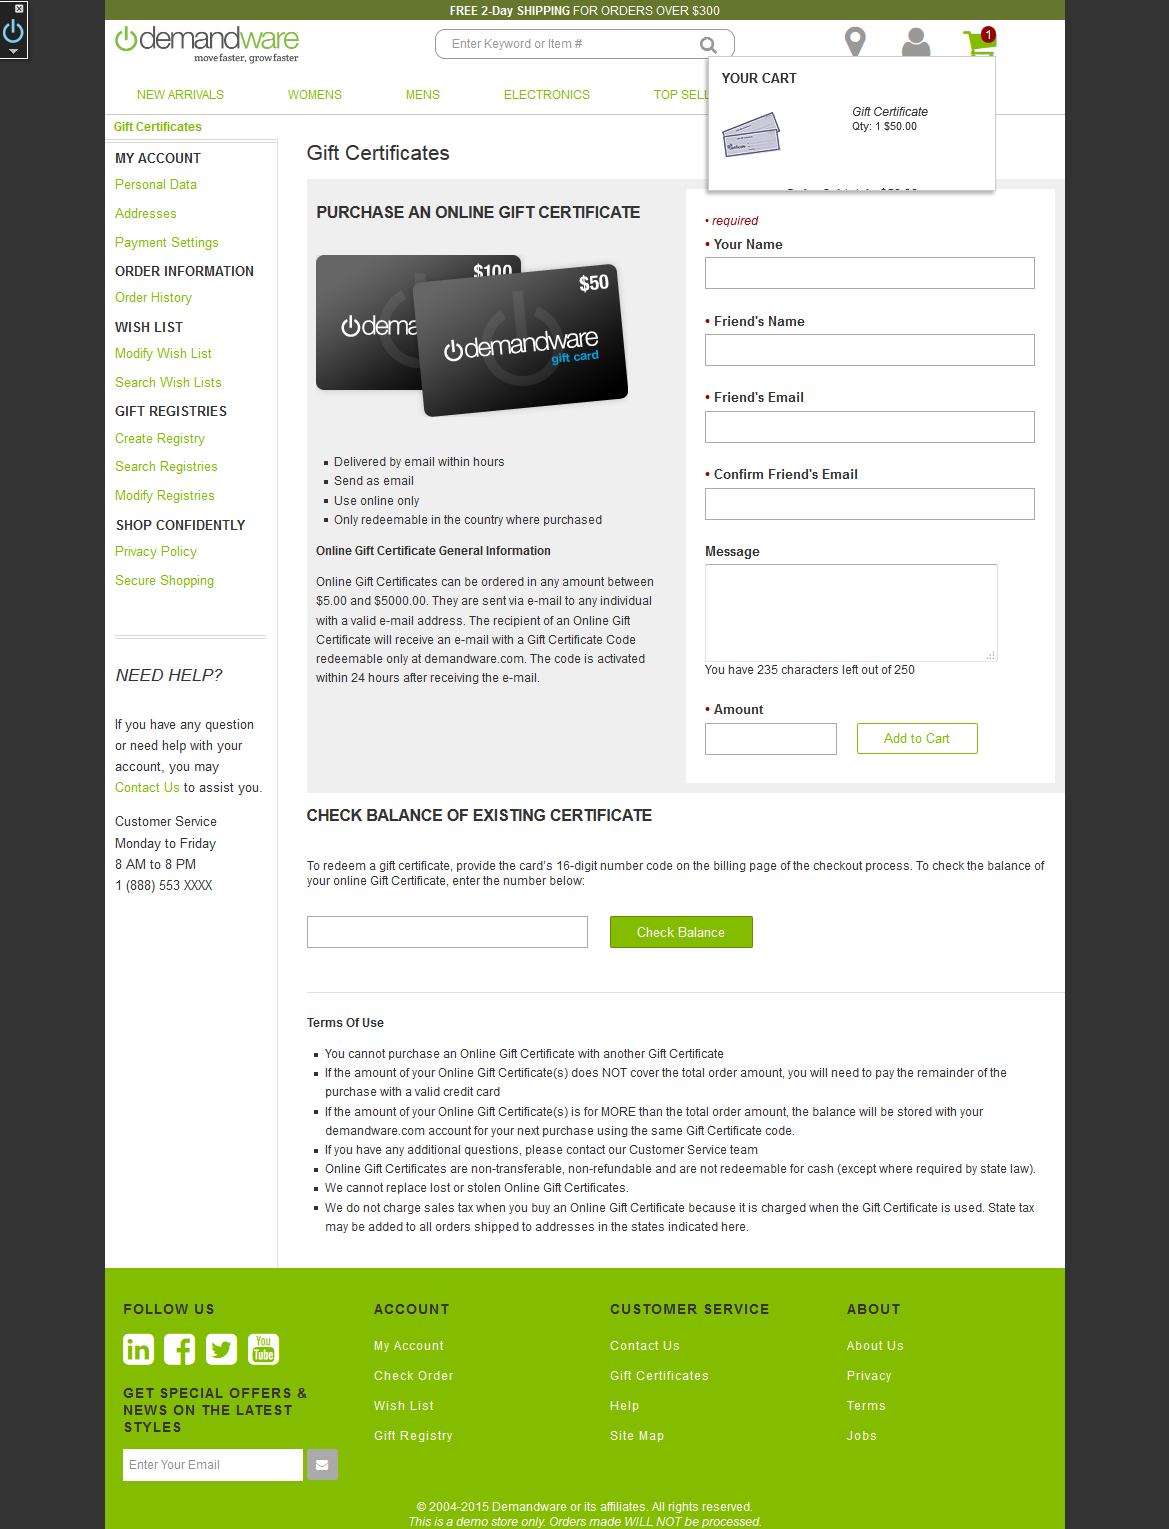 FREE 2-Day SHIPPING FOR ORDERS OVER $300
demandware
move faster, grow faster
Enter Keyword or Item #
1
NEW ARRIVALS
WOMENS
MENS
ELECTRONICS
TOP SELL
YOUR CART
Gift Certificate
Qty: 1 $50.00
Gift Certificates
MY ACCOUNT
Personal Data
Addresses
Payment Settings
ORDER INFORMATION
Order History
WISH LIST
Modify Wish List
Search Wish Lists
GIFT REGISTRIES
Create Registry
Search Registries
Modify Registries
SHOP CONFIDENTLY
Privacy Policy
Secure Shopping
NEED HELP?
If you have any question
or need help with your
account, you may
Contact Us to assist you.
Customer Service
Monday to Friday
8 AM to 8 PM
1 (888) 553 XXXX
Gift Certificates
PURCHASE AN ONLINE GIFT CERTIFICATE
$100
dema
$50
demandware
gift card
Delivered by email within hours
Send as email
Use online only
Only redeemable in the country where purchased
Online Gift Certificate General Information
Online Gift Certificates can be ordered in any amount between
$5.00 and $5000.00. They are sent via e-mail to any individual
with a valid e-mail address. The recipient of an Online Gift
Certificate will receive an e-mail with a Gift Certificate Code
redeemable only at demandware.com. The code is activated
within 24 hours after receiving the e-mail.
• required
• Your Name
• Friend's Name
• Friend's Email
• Confirm Friend's Email
Message
You have 235 characters left out of 250
• Amount
Add to Cart
CHECK BALANCE OF EXISTING CERTIFICATE
To redeem a gift certificate, provide the card's 16-digit number code on the billing page of the checkout process. To check the balance of
your online Gift Certificate, enter the number below:
Check Balance
Terms Of Use
You cannot purchase an Online Gift Certificate with another Gift Certificate
If the amount of your Online Gift Certificate(s) does NOT cover the total order amount, you will need to pay the remainder of the
purchase with a valid credit card
If the amount of your Online Gift Certificate(s) is for MORE than the total order amount, the balance will be stored with your
demandware.com account for your next purchase using the same Gift Certificate code.
If you have any additional questions, please contact our Customer Service team
Online Gift Certificates are non-transferable, non-refundable and are not redeemable for cash (except where required by state law).
We cannot replace lost or stolen Online Gift Certificates.
We do not charge sales tax when you buy an Online Gift Certificate because it is charged when the Gift Certificate is used. State tax
may be added to all orders shipped to addresses in the states indicated here.
FOLLOW US
You
Tube
GET SPECIAL OFFERS &
NEWS ON THE LATEST
STYLES
Enter Your Email
ACCOUNT
My Account
Check Order
Wish List
Gift Registry
CUSTOMER SERVICE
Contact Us
Gift Certificates
Help
Site Map
ABOUT
About Us
Privacy
Terms
Jobs
© 2004-2015 Demandware or its affiliates. All rights reserved.
This is a demo store only. Orders made WILL NOT be processed.